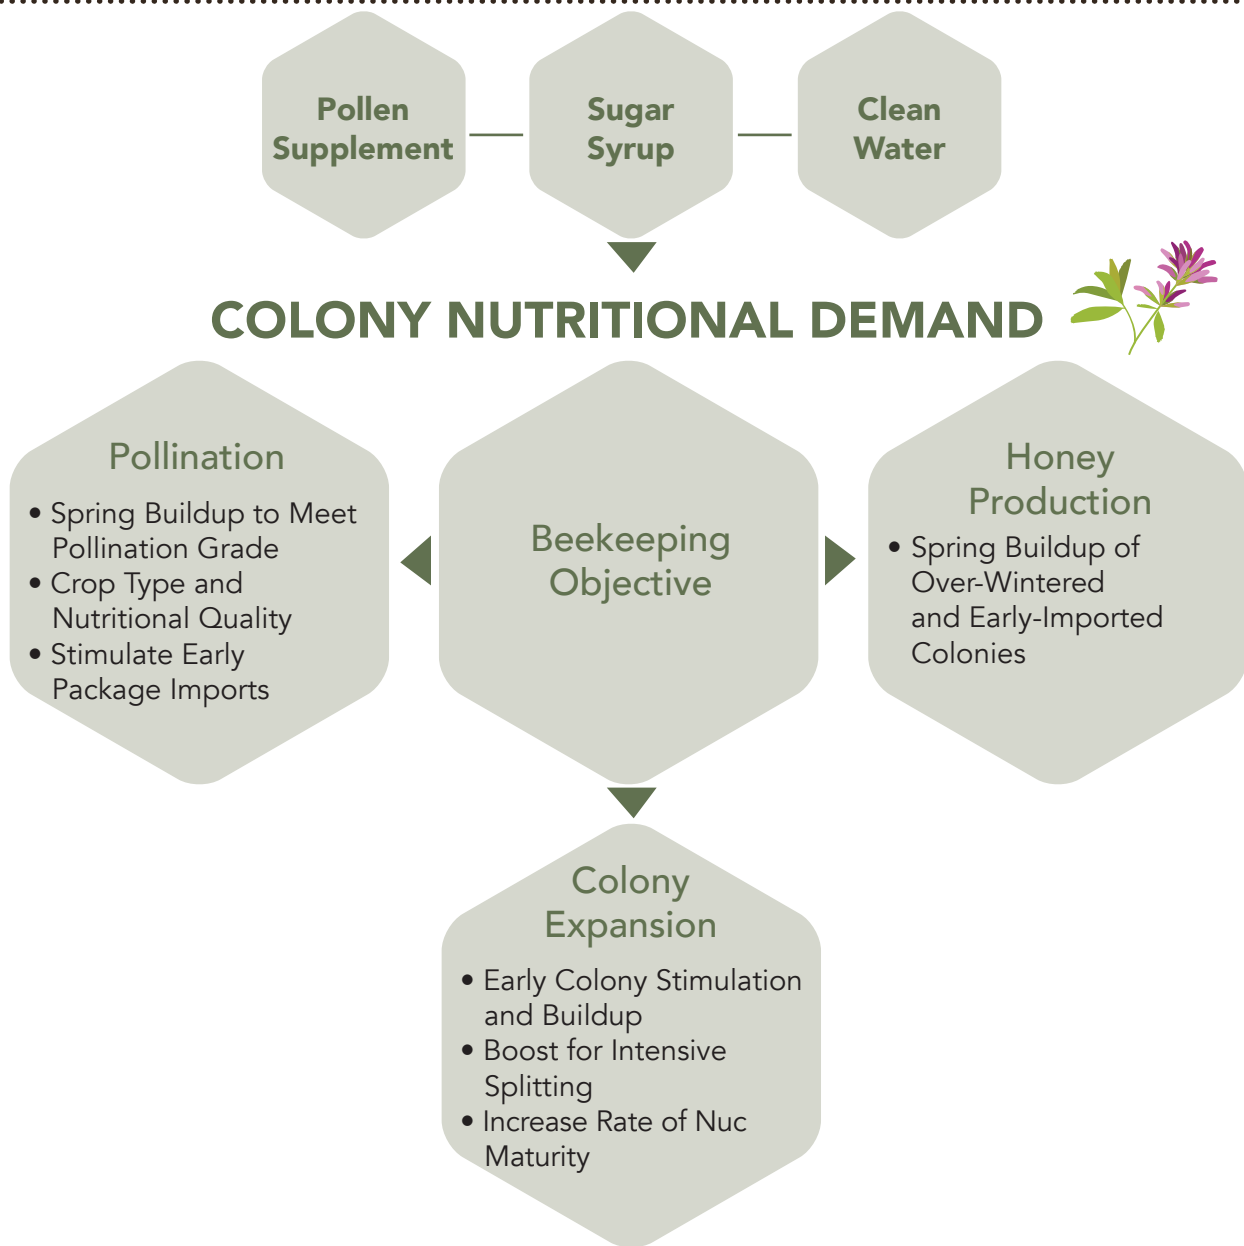 Pollen
Supplement
Sugar
Syrup
Clean
Water
COLONY NUTRITIONAL DEMAND
Pollination
• Spring Buildup to Meet
Pollination Grade
• Crop Type and
Nutritional Quality
• Stimulate Early
Package Imports
Beekeeping
Objective
Honey
Production
• Spring Buildup of
Over-Wintered
and Early-Imported
Colonies
Colony
Expansion
• Early Colony Stimulation
and Buildup
• Boost for Intensive
Splitting
• Increase Rate of Nuc
Maturity